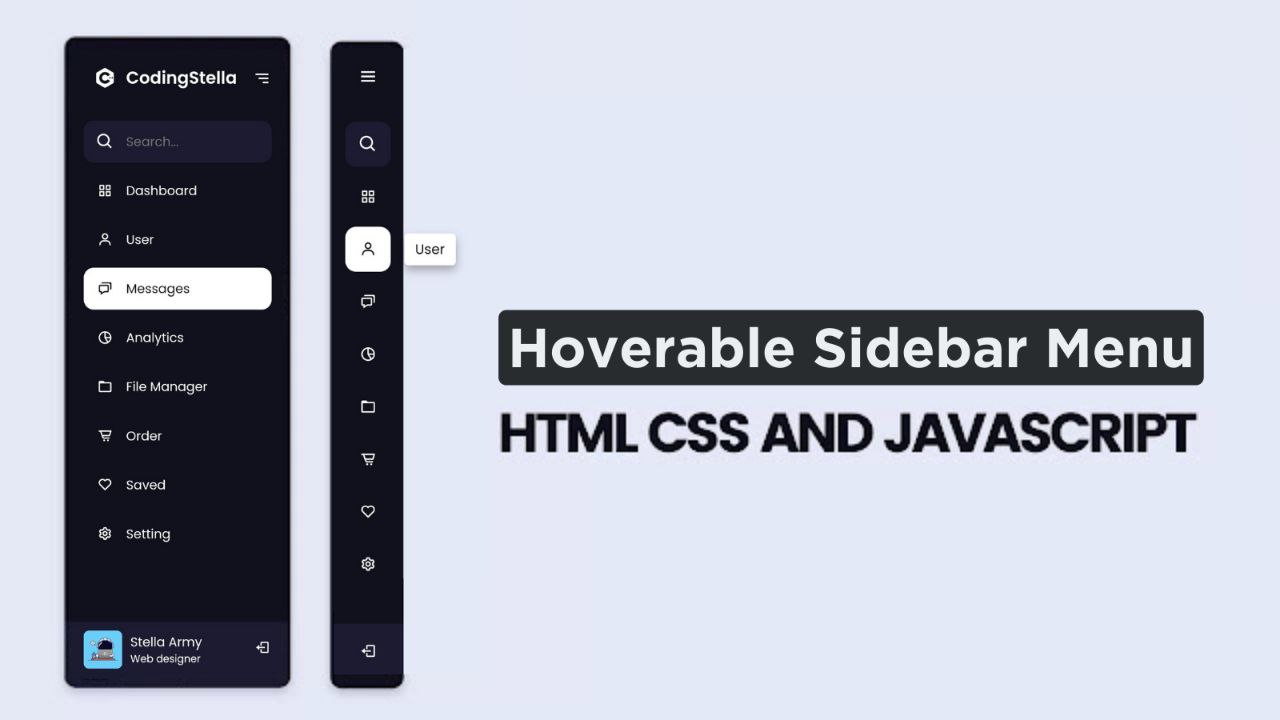 CodingStella
Search...
Dashboard
User
Messages
Analytics
File Manager
Order
Saved
Setting
Stella Army
Web designer
User
Hoverable Sidebar Menu
HTML CSS AND JAVASCRIPT